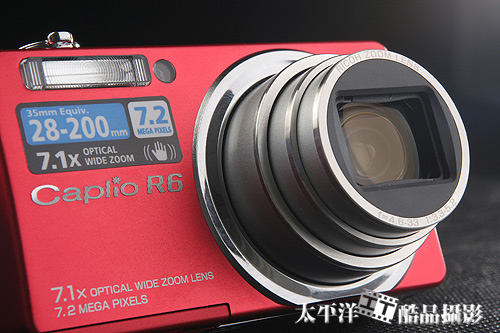 RICOH ZOOM LENS
35mm Equiv.
28-200mm
7.2
MEGA PIXELS
7.1x OPTICAL
WIDE ZOOM
Caplio R6
7.1x OPTICAL WIDE ZOOM LENS
7.2 MEGA PIXELS
太平洋 酷品摄影